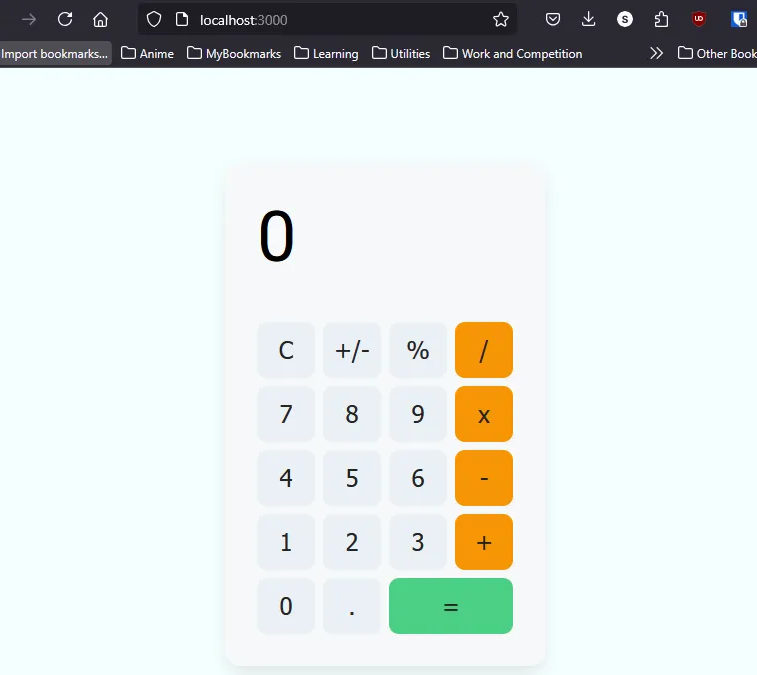 localhost:3000
S
UD
Import bookmarks... Anime MyBookmarks Learning Utilities Work and Competition Other Book
0
C +/- % /
7 8 9 x
4 5 6 -
1 2 3 +
0 . =